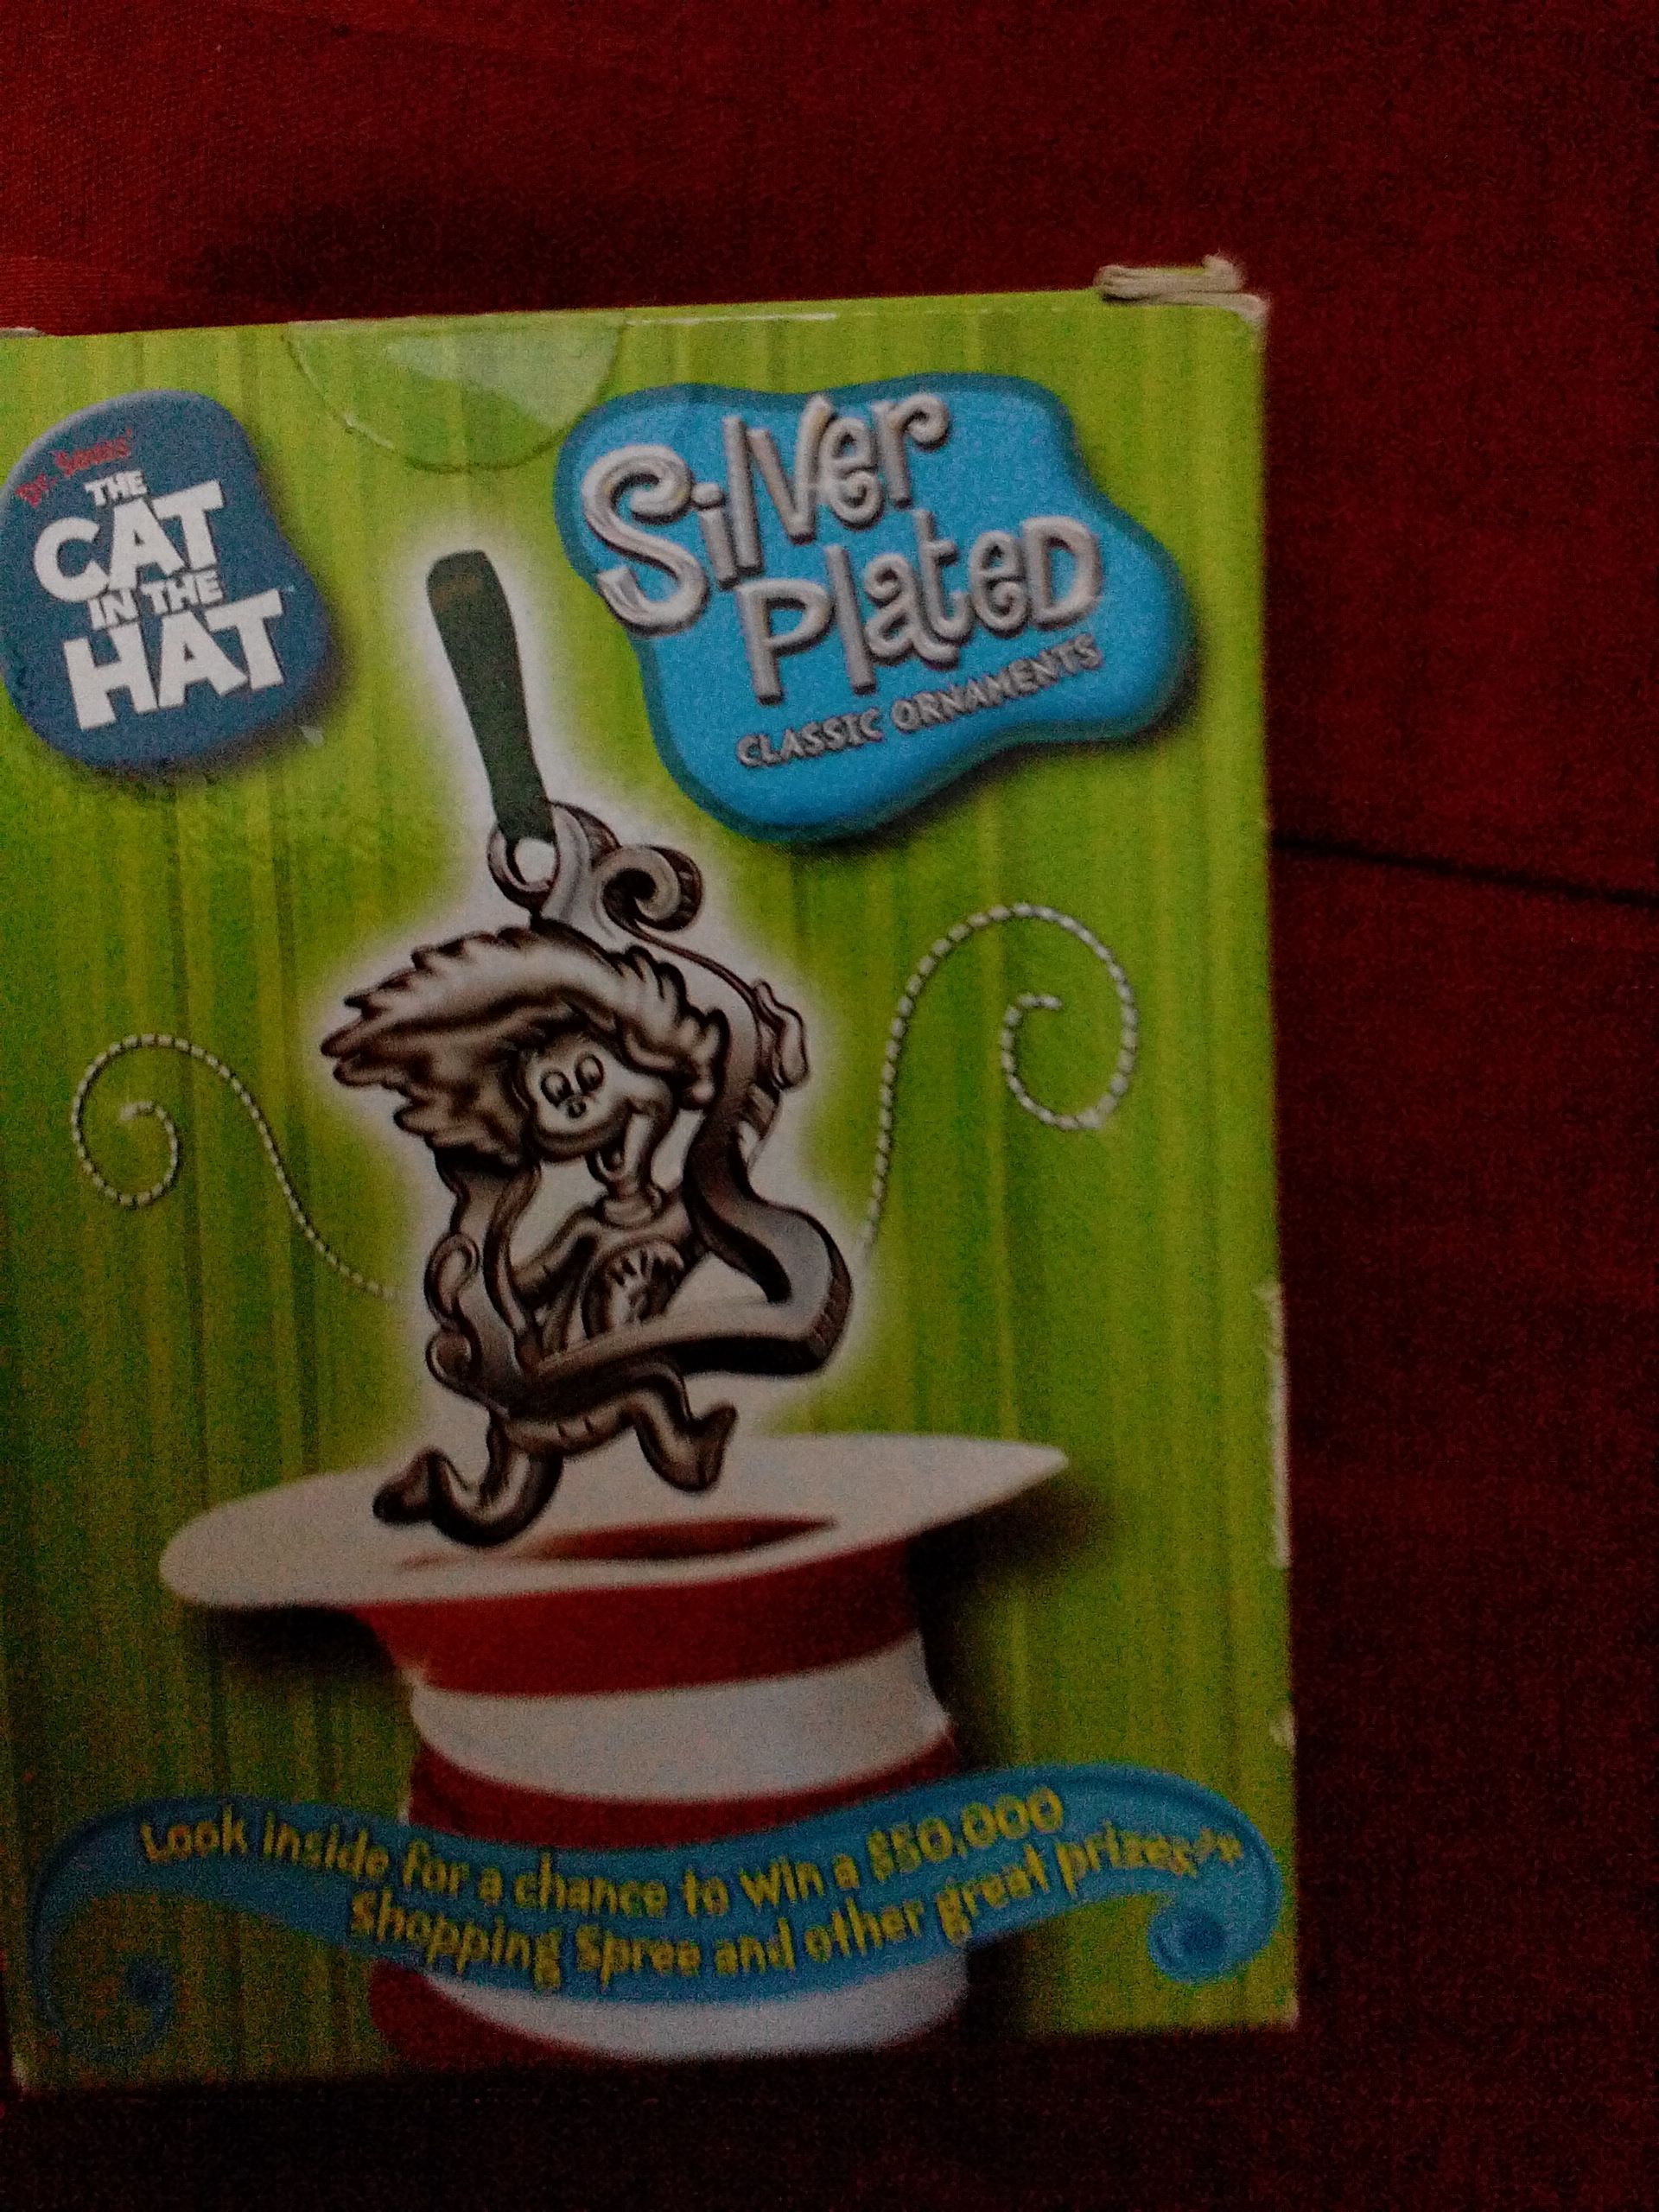 Dr. Seuss'
THE
CAT
IN THE
HAT™
Silver
Plated
CLASSIC ORNAMENTS
Look inside for a chance to win a $50,000
Shopping Spree and other great prizes**